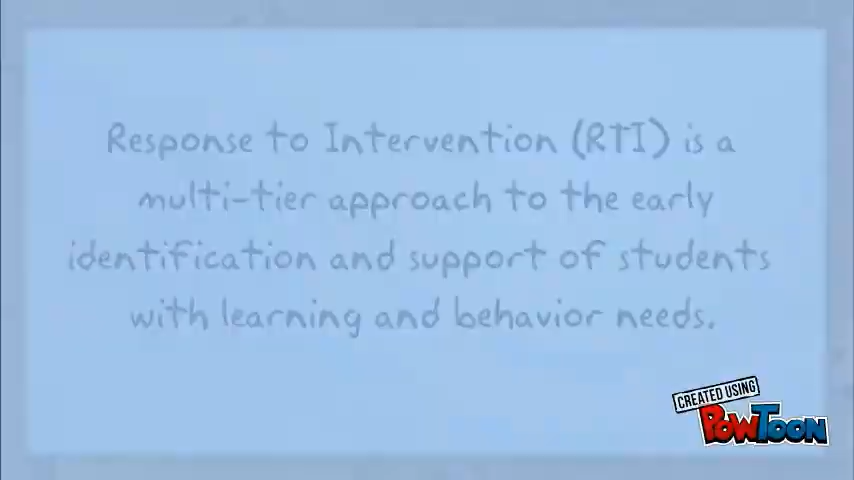 Response to Intervention (RTI) is a
multi-tier approach to the early
identification and support of students
with learning and behavior needs.
CREATED USING
POWTOON